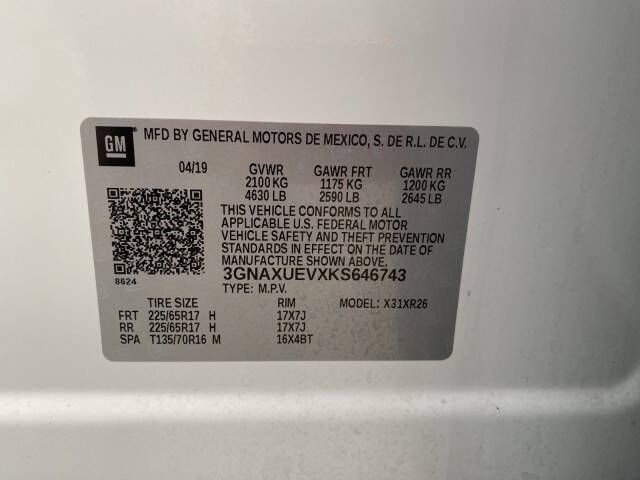 GM ® MFD BY GENERAL MOTORS DE MEXICO, S. DE R.L. DE C.V.
04/19 GVWR GAWR FRT GAWR RR
2100 KG 1175 KG 1200 KG
4630 LB 2590 LB 2645 LB
THIS VEHICLE CONFORMS TO ALL
APPLICABLE U.S. FEDERAL MOTOR
VEHICLE SAFETY AND THEFT PREVENTION
STANDARDS IN EFFECT ON THE DATE OF
MANUFACTURE SHOWN ABOVE.
3GNAXUEVXKS646743
8624
TYPE: M.P.V.
TIRE SIZE RIM MODEL: X31XR26
FRT 225/65R17 H 17X7J
RR 225/65R17 H 17X7J
SPA T135/70R16 M 16X4BT